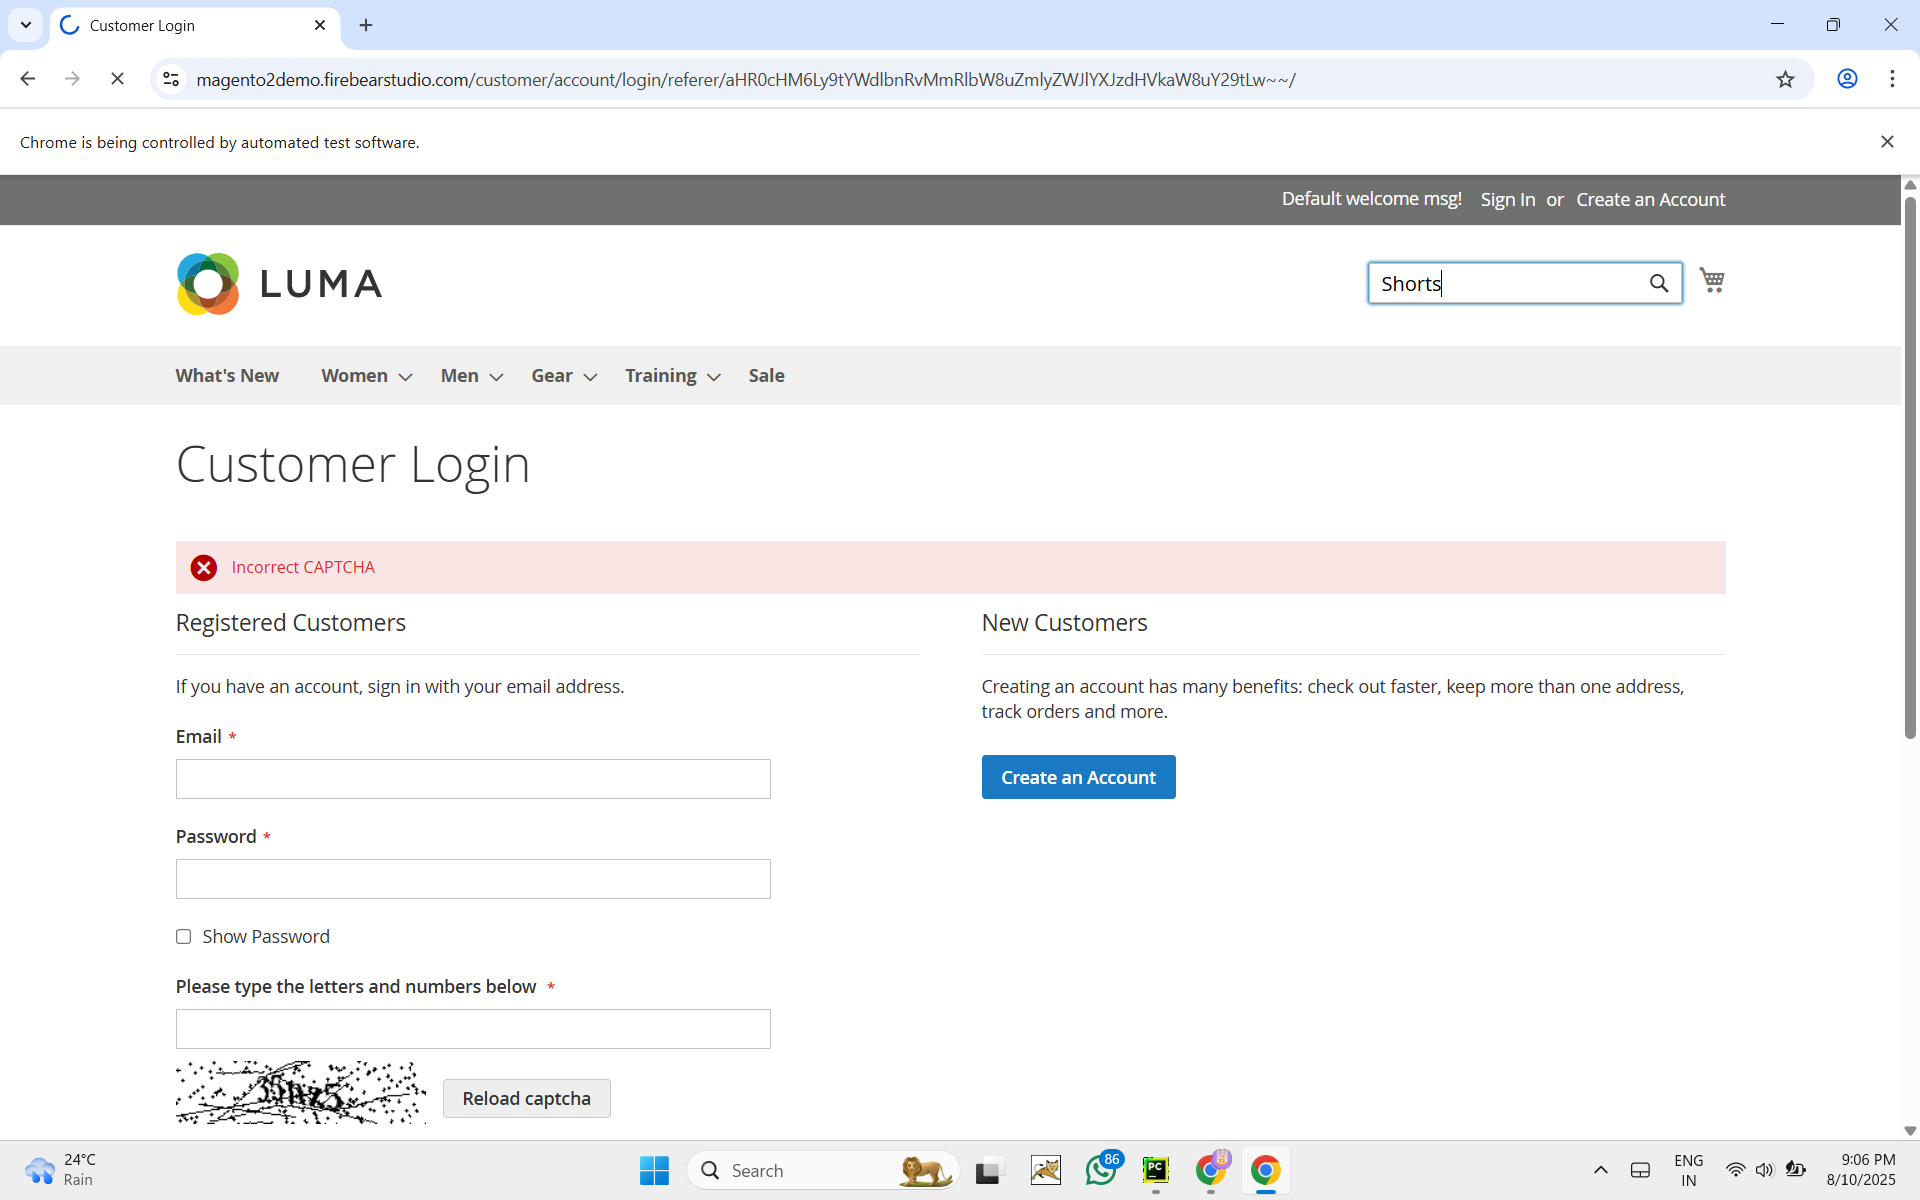 Customer Login
magento2demo.firebearstudio.com/customer/account/login/referer/aHR0cHM6Ly9tYWdlbnRvMmRlbW8uZmlyZWJlYXJzdHVkaW8uY29tLw~~/
Chrome is being controlled by automated test software.
Default welcome msg! Sign In or Create an Account
LUMA
Shorts
What's New Women Men Gear Training Sale
Customer Login
Incorrect CAPTCHA
Registered Customers
If you have an account, sign in with your email address.
Email *
Password *
Show Password
Please type the letters and numbers below *
Reload captcha
New Customers
Creating an account has many benefits: check out faster, keep more than one address,
track orders and more.
Create an Account
24°C
Rain
Search
86
PC
ENG
IN
9:06 PM
8/10/2025